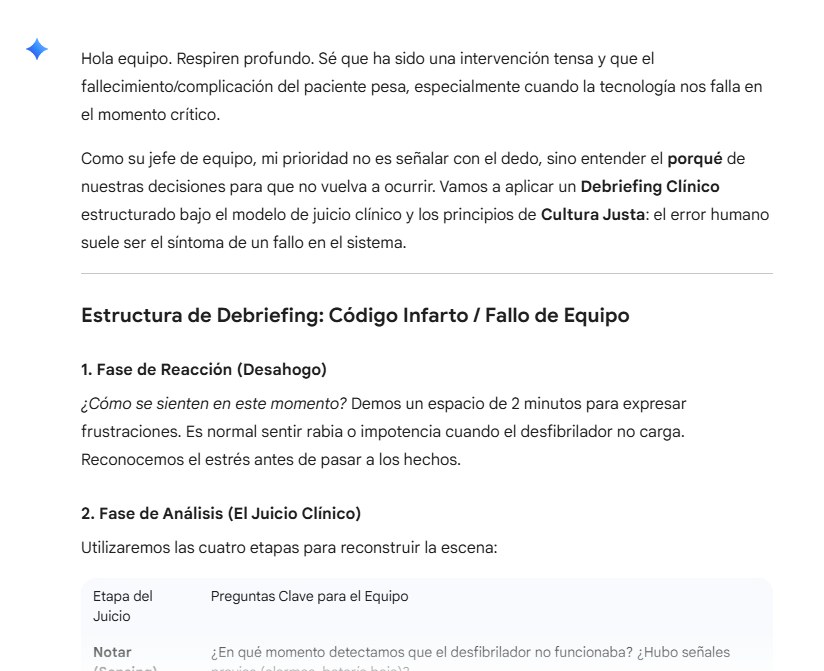 Hola equipo. Respiren profundo. Sé que ha sido una intervención tensa y que el
fallecimiento/complicación del paciente pesa, especialmente cuando la tecnología nos falla en
el momento crítico.
Como su jefe de equipo, mi prioridad no es señalar con el dedo, sino entender el porqué de
nuestras decisiones para que no vuelva a ocurrir. Vamos a aplicar un Debriefing Clínico
estructurado bajo el modelo de juicio clínico y los principios de Cultura Justa: el error humano
suele ser el síntoma de un fallo en el sistema.
Estructura de Debriefing: Código Infarto / Fallo de Equipo
1. Fase de Reacción (Desahogo)
¿Cómo se sienten en este momento? Demos un espacio de 2 minutos para expresar
frustraciones. Es normal sentir rabia o impotencia cuando el desfibrilador no carga.
Reconocemos el estrés antes de pasar a los hechos.
2. Fase de Análisis (El Juicio Clínico)
Utilizaremos las cuatro etapas para reconstruir la escena:
Etapa del
Juicio
Preguntas Clave para el Equipo
Notar
(Sensing)
¿En qué momento detectamos que el desfibrilador no funcionaba? ¿Hubo señales
previas (alarmas, batería baja)?